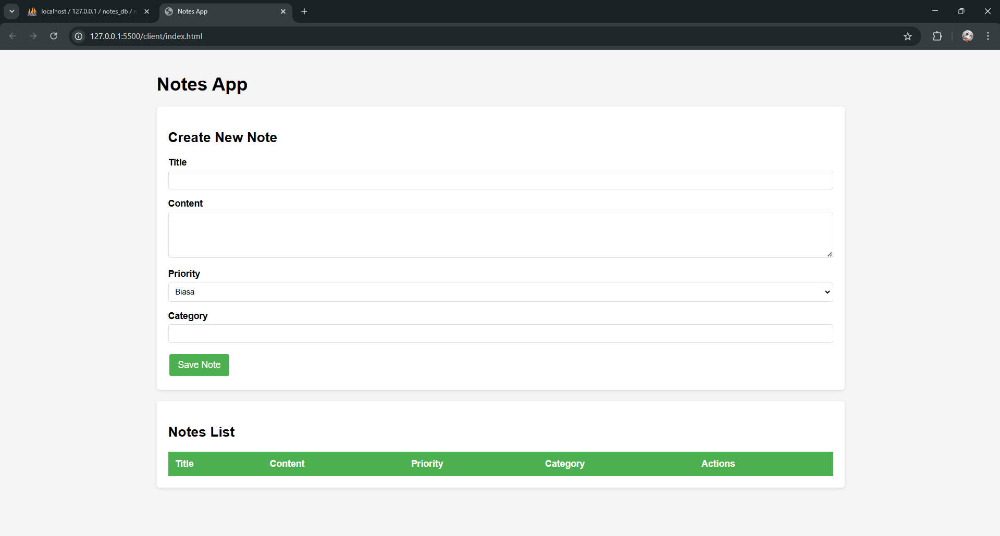 localhost / 127.0.0.1 / notes_db /
Notes App
127.0.0.1:5500/client/index.html
Notes App
Create New Note
Title
Content
Priority
Biasa
Category
Save Note
Notes List
Title Content Priority Category Actions